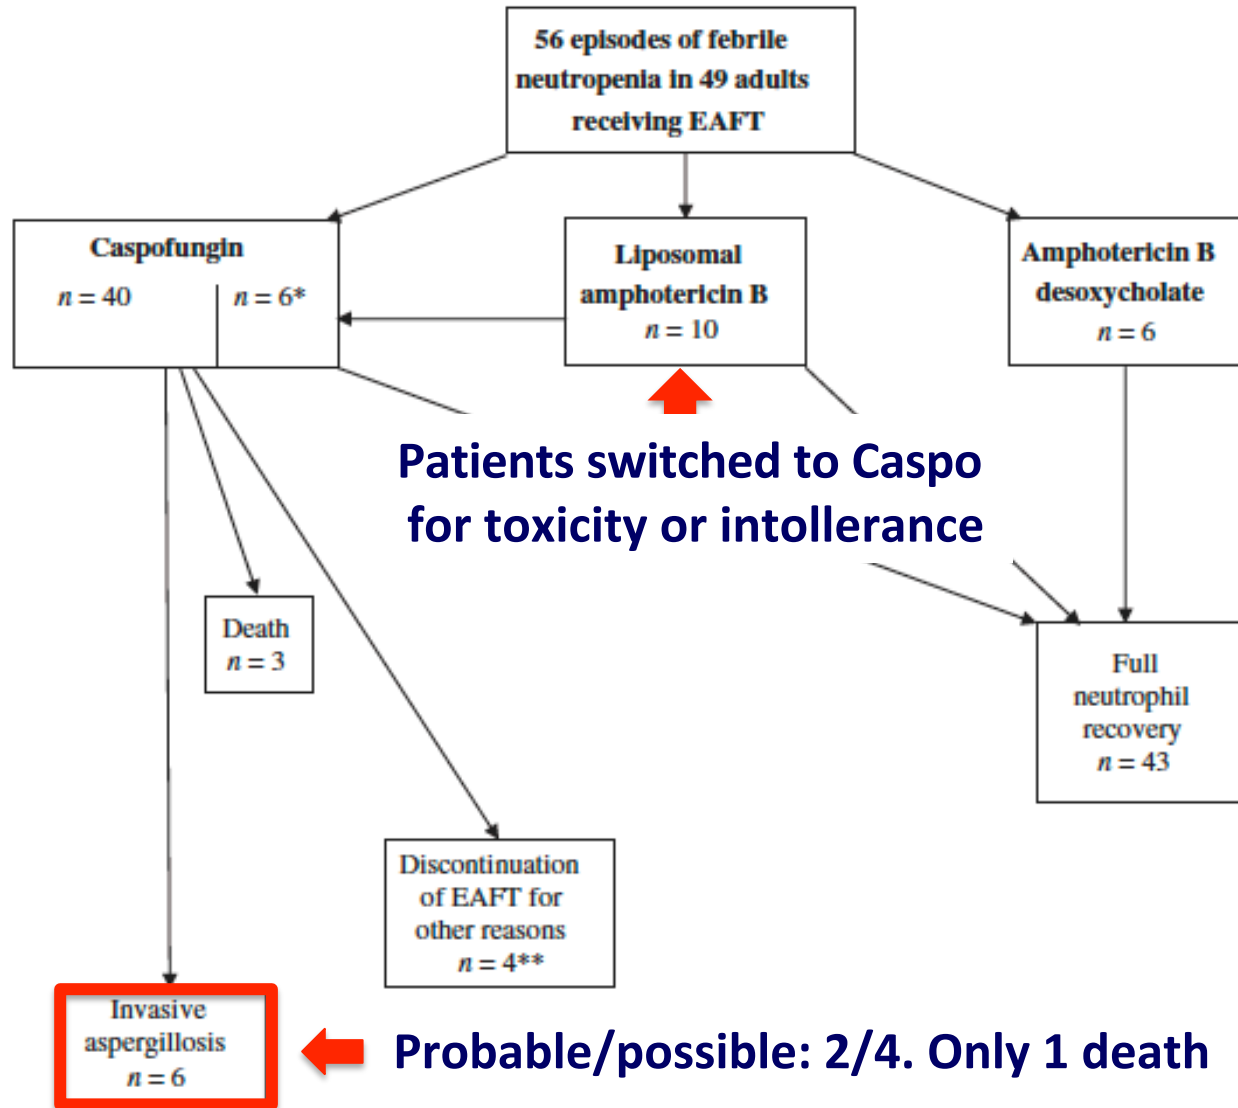 56 episodes of febrile
neutropenia in 49 adults
receiving EAFT
Caspofungin
n = 40
n = 6*
Liposomal
amphotericin B
n = 10
Amphotericin B
desoxycholate
n = 6
Patients switched to Caspo
for toxicity or intollerance
Death
n = 3
Full
neutrophil
recovery
n = 43
Discontinuation
of EAFT for
other reasons
n = 4**
Invasive
aspergillosis
n = 6
Probable/possible: 2/4. Only 1 death